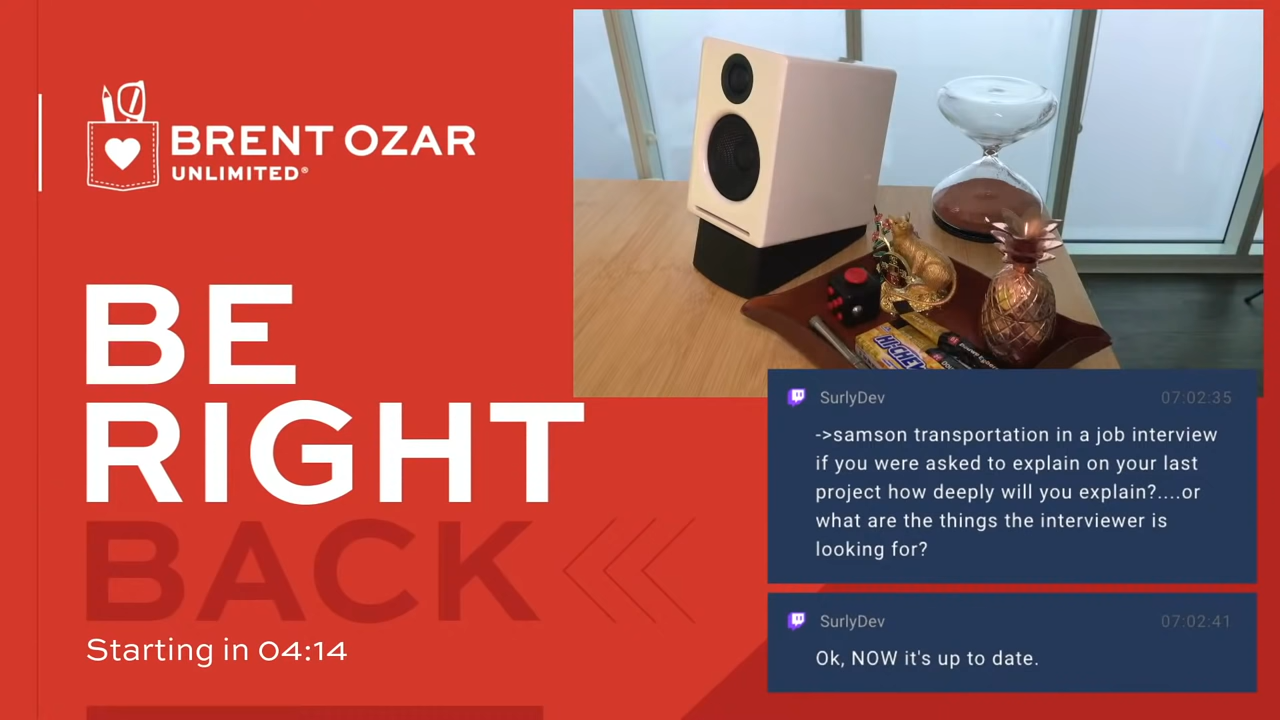 BRENT OZAR
UNLIMITED®
BE
RIGHT
BACK
Starting in 04:14
HI-CHEW
SurlyDev
07:02:35
->samson transportation in a job interview
if you were asked to explain on your last
project how deeply will you explain?....or
what are the things the interviewer is
looking for?
SurlyDev
07:02:41
Ok, NOW it's up to date.